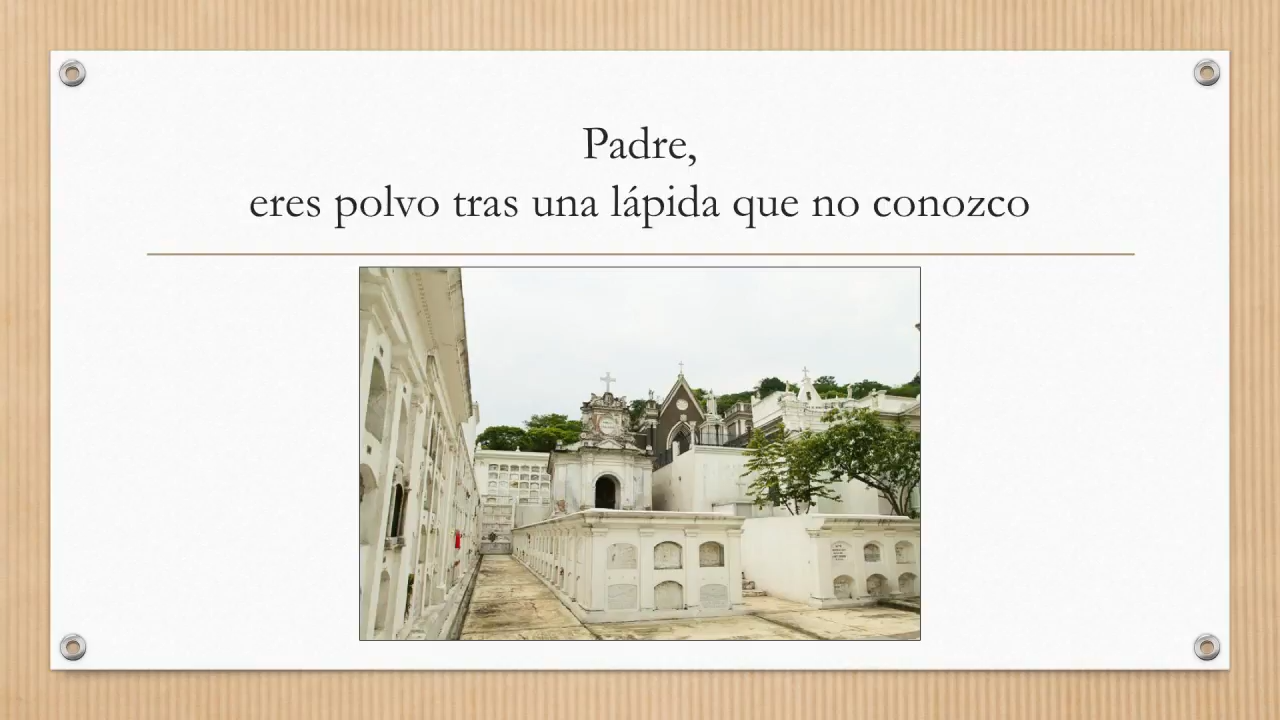 Padre,
eres polvo tras una lápida que no conozco